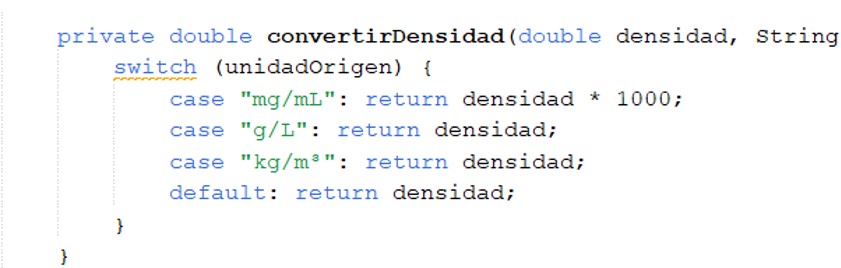 private double convertirDensidad(double densidad, String
switch (unidadOrigen) {
case "mg/mL": return densidad * 1000;
case "g/L": return densidad;
case "kg/m³": return densidad;
default: return densidad;
}
}